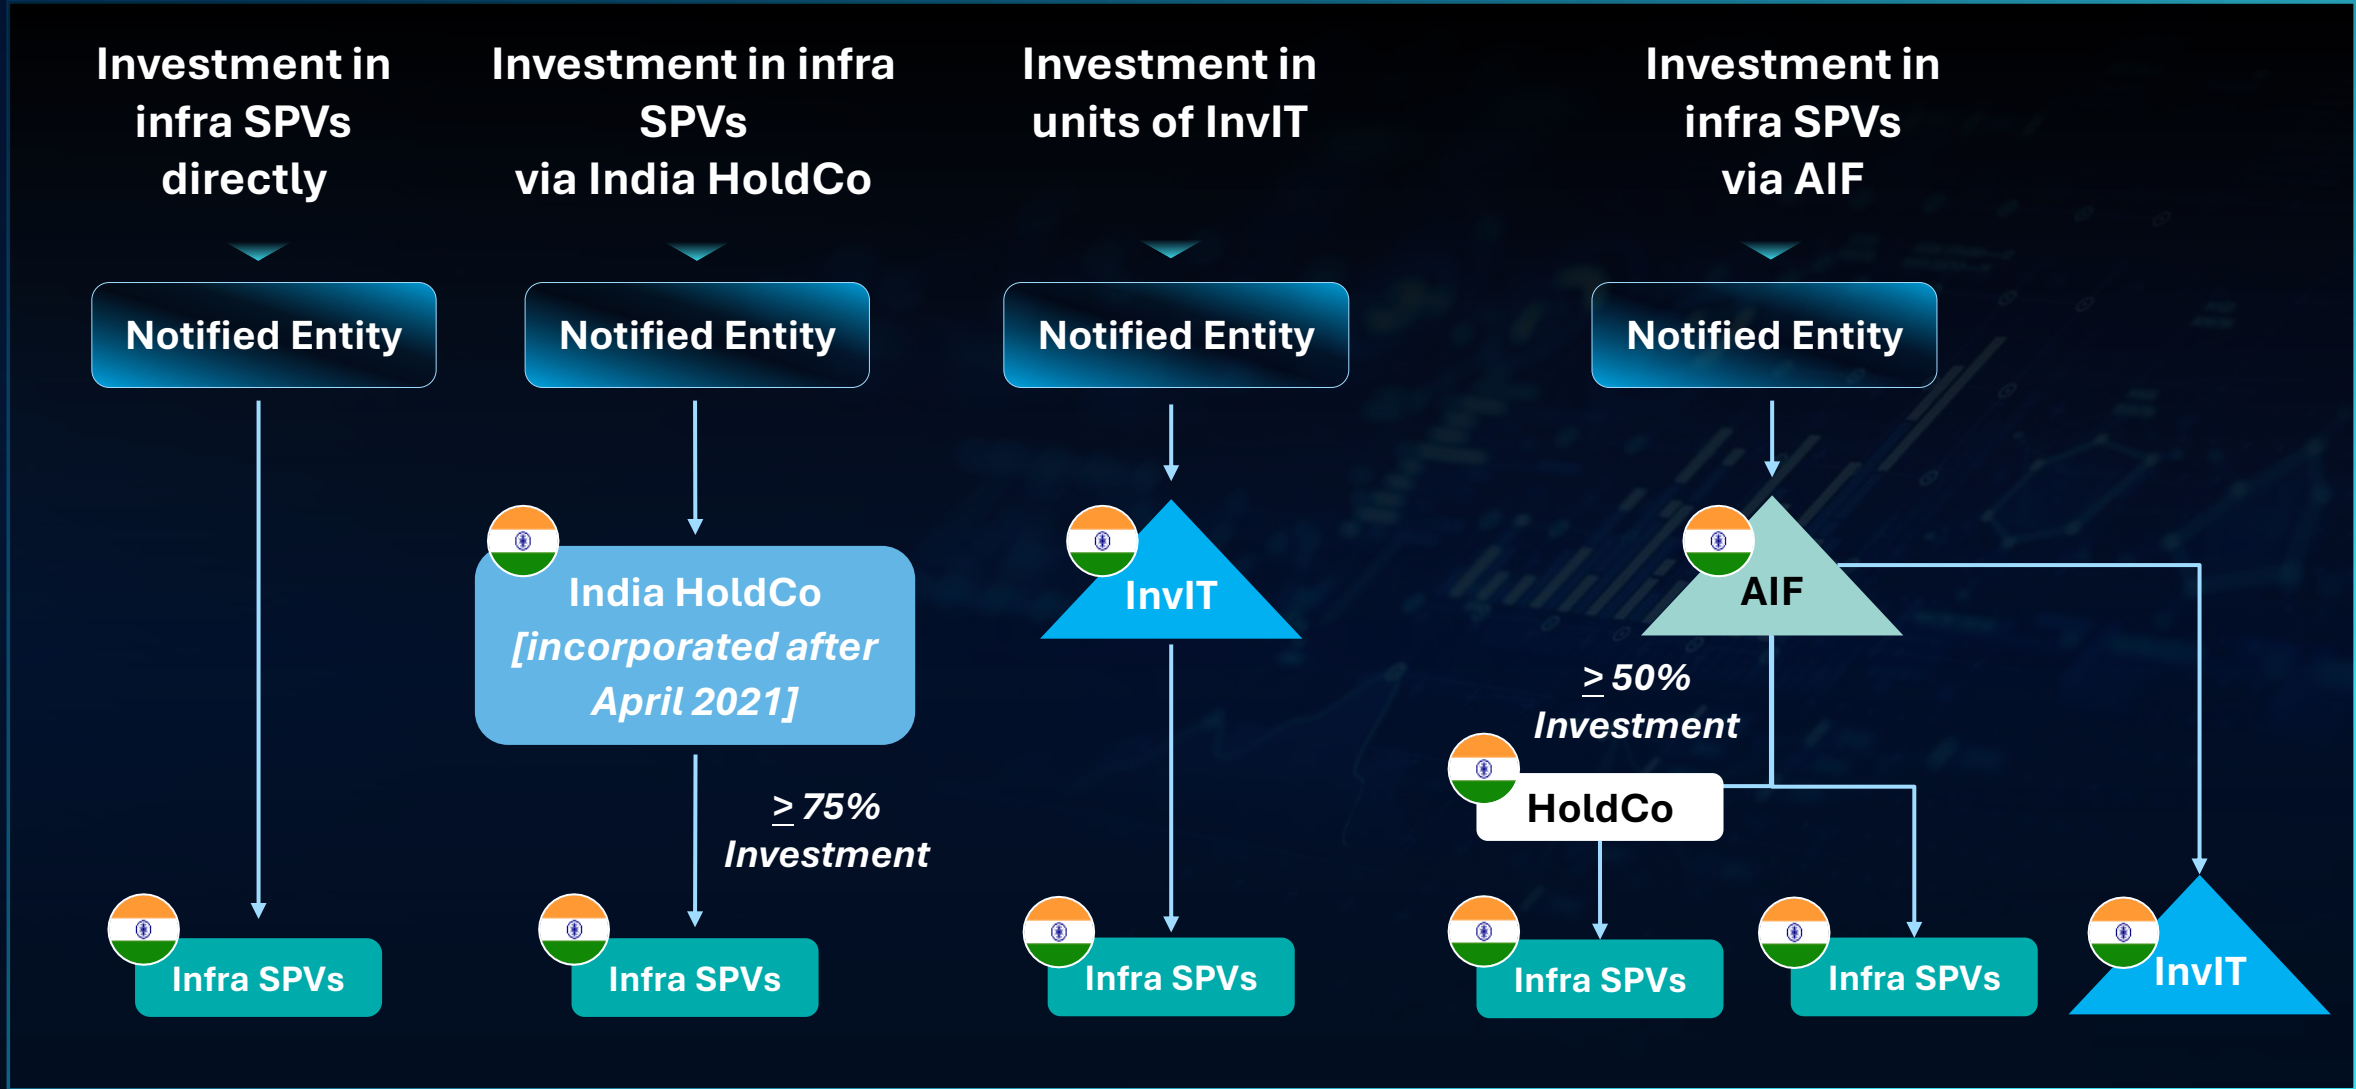 Investment in
infra SPVs
directly
Notified Entity
Infra SPVs
Investment in infra
SPVs
via India HoldCo
Notified Entity
India HoldCo
[incorporated after
April 2021]
≥ 75%
Investment
Infra SPVs
Investment in
units of InvIT
Notified Entity
InvIT
Infra SPVs
Investment in
infra SPVs
via AIF
Notified Entity
AIF
≥ 50%
Investment
HoldCo
Infra SPVs
Infra SPVs
InvIT